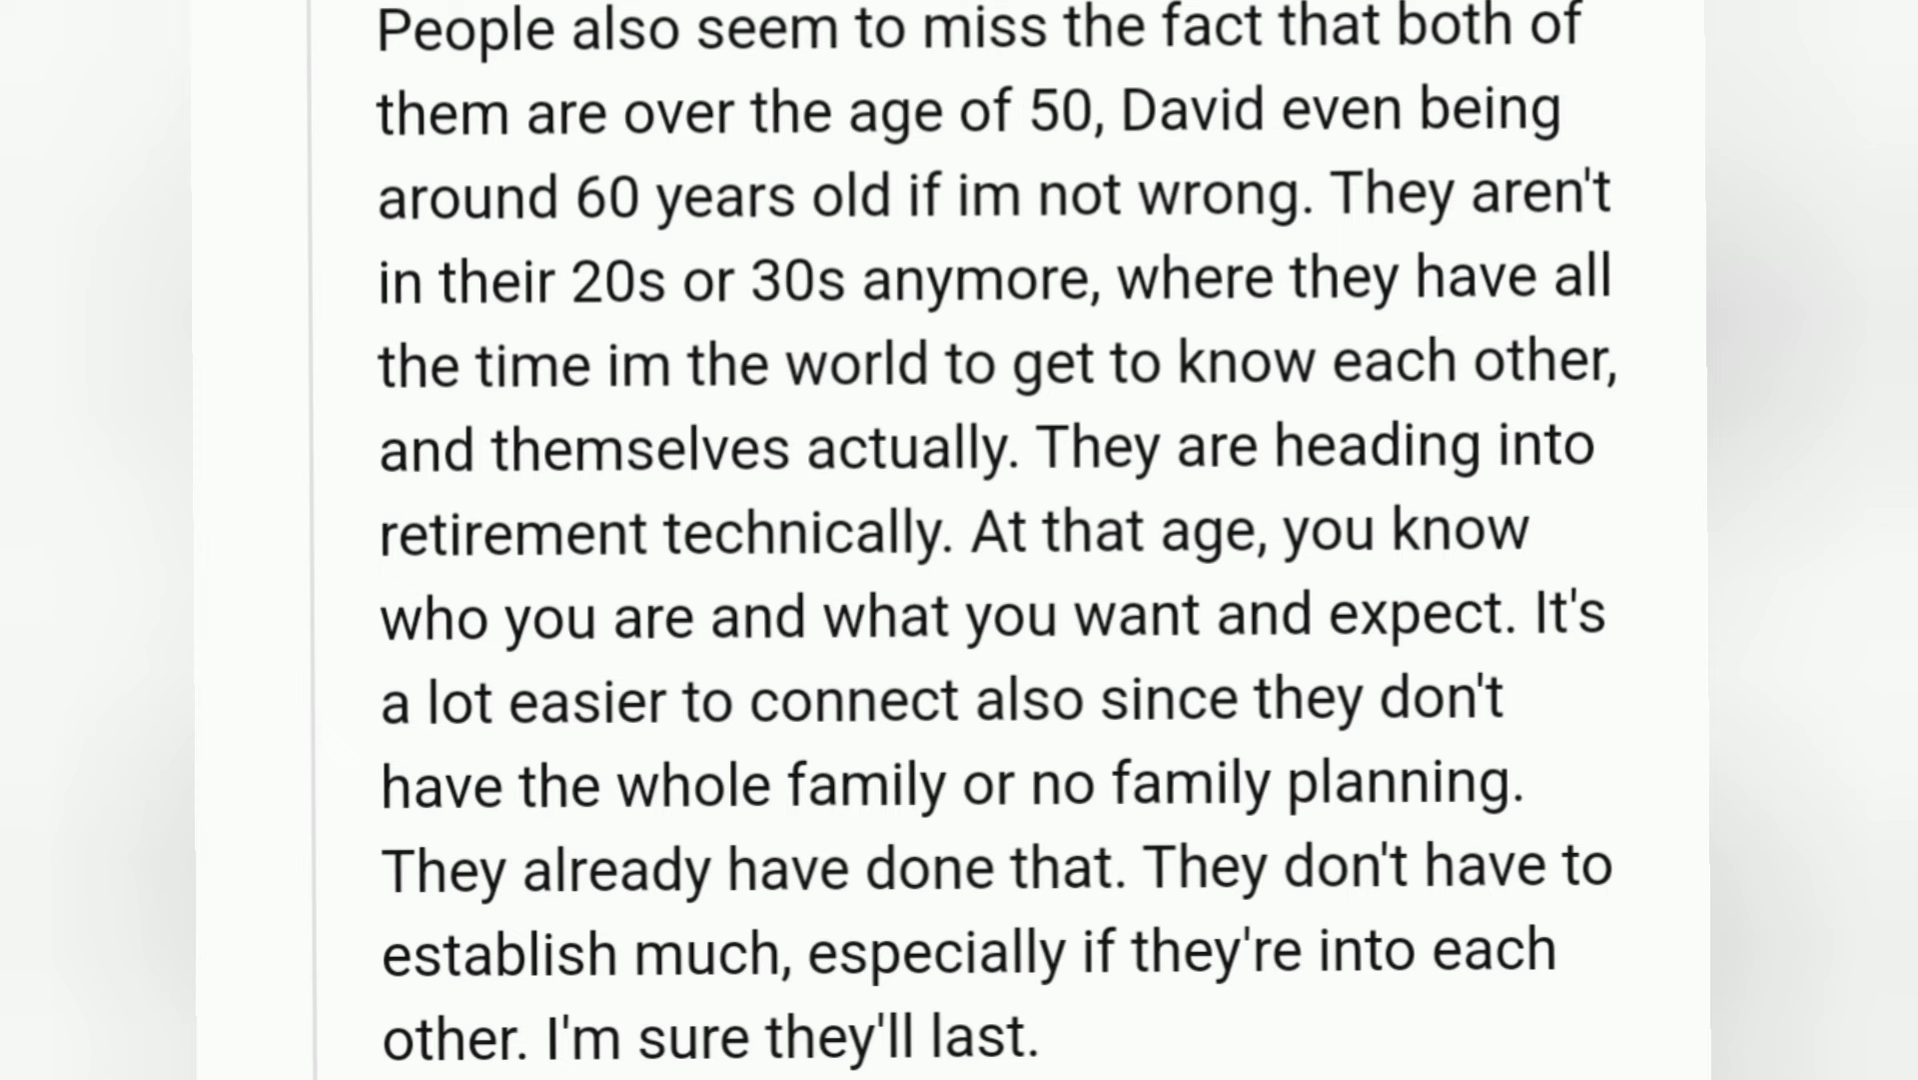 People also seem to miss the fact that both of
them are over the age of 50, David even being
around 60 years old if im not wrong. They aren't
in their 20s or 30s anymore, where they have all
the time im the world to get to know each other,
and themselves actually. They are heading into
retirement technically. At that age, you know
who you are and what you want and expect. It's
a lot easier to connect also since they don't
have the whole family or no family planning.
They already have done that. They don't have to
establish much, especially if they're into each
other. I'm sure they'll last.